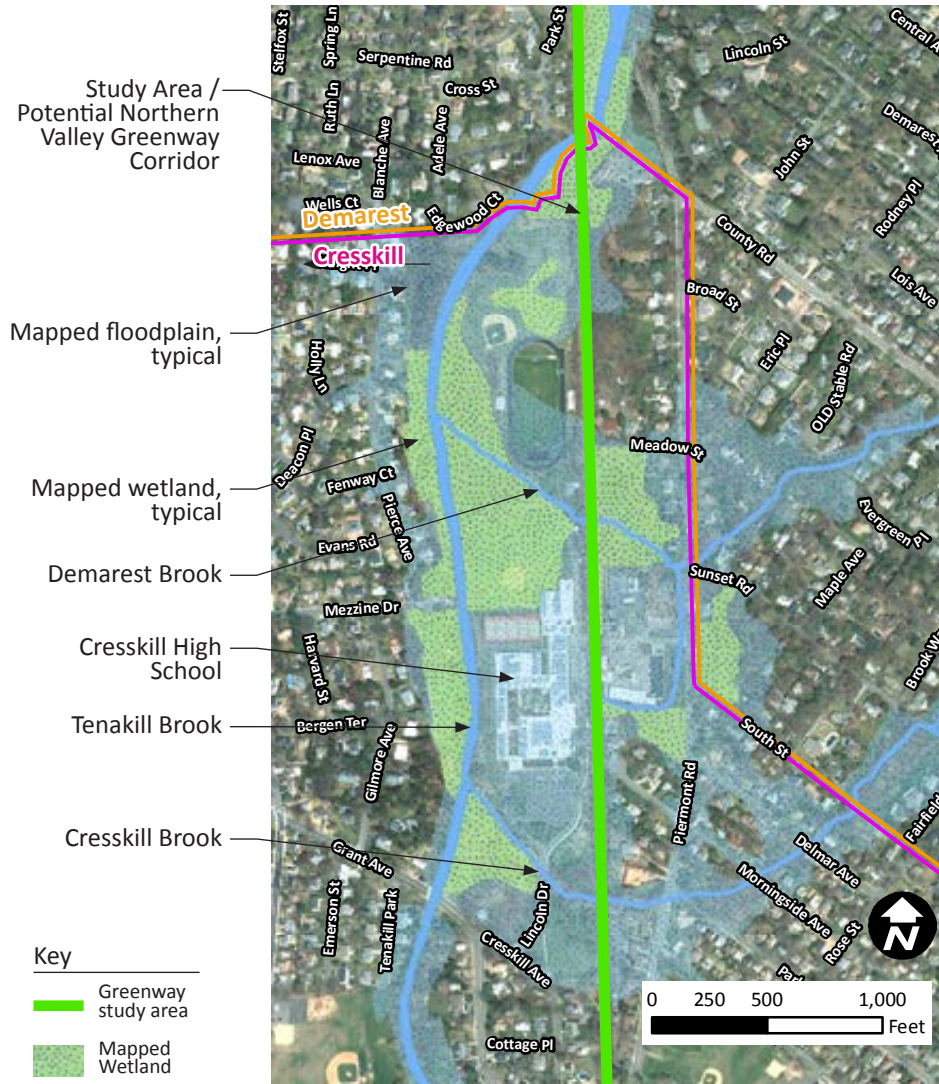 Study Area /
Potential Northern
Valley Greenway
Corridor
Mapped floodplain,
typical
Mapped wetland,
typical
Demarest Brook
Cresskill High
School
Tenakill Brook
Cresskill Brook
Key
Greenway
study area
Mapped
Wetland
Stelfox St
Spring Ln
Serpentine Rd
Park St
Lincoln St
Central A
Cross St
Ruth Ln
Blanche Ave
Adele Ave
Lenox Ave
Demarest
John St
Wells Ct
Demarest
Edgewood Ct
Cresskill
Rodney Pl
County Rd
Lois Ave
Broad St
Eric Pl
OLD Stable Rd
Holly Ln
Deacon Pl
Meadow St
Fenway Ct
Pierce Ave
Evans Rd
Evergreen Pl
Maple Ave
Sunset Rd
Mezzine Dr
Harvard St
Brook W
Bergen Ter
Gilmore Ave
South St
Piermont Rd
Fairfield
Grant Ave
Delmar Ave
Morningside Ave
Emerson St
Tenakill Park
Lincoln Dr
Cresskill Ave
Rose St
N
Cottage Pl
0 250 500 1,000
Feet